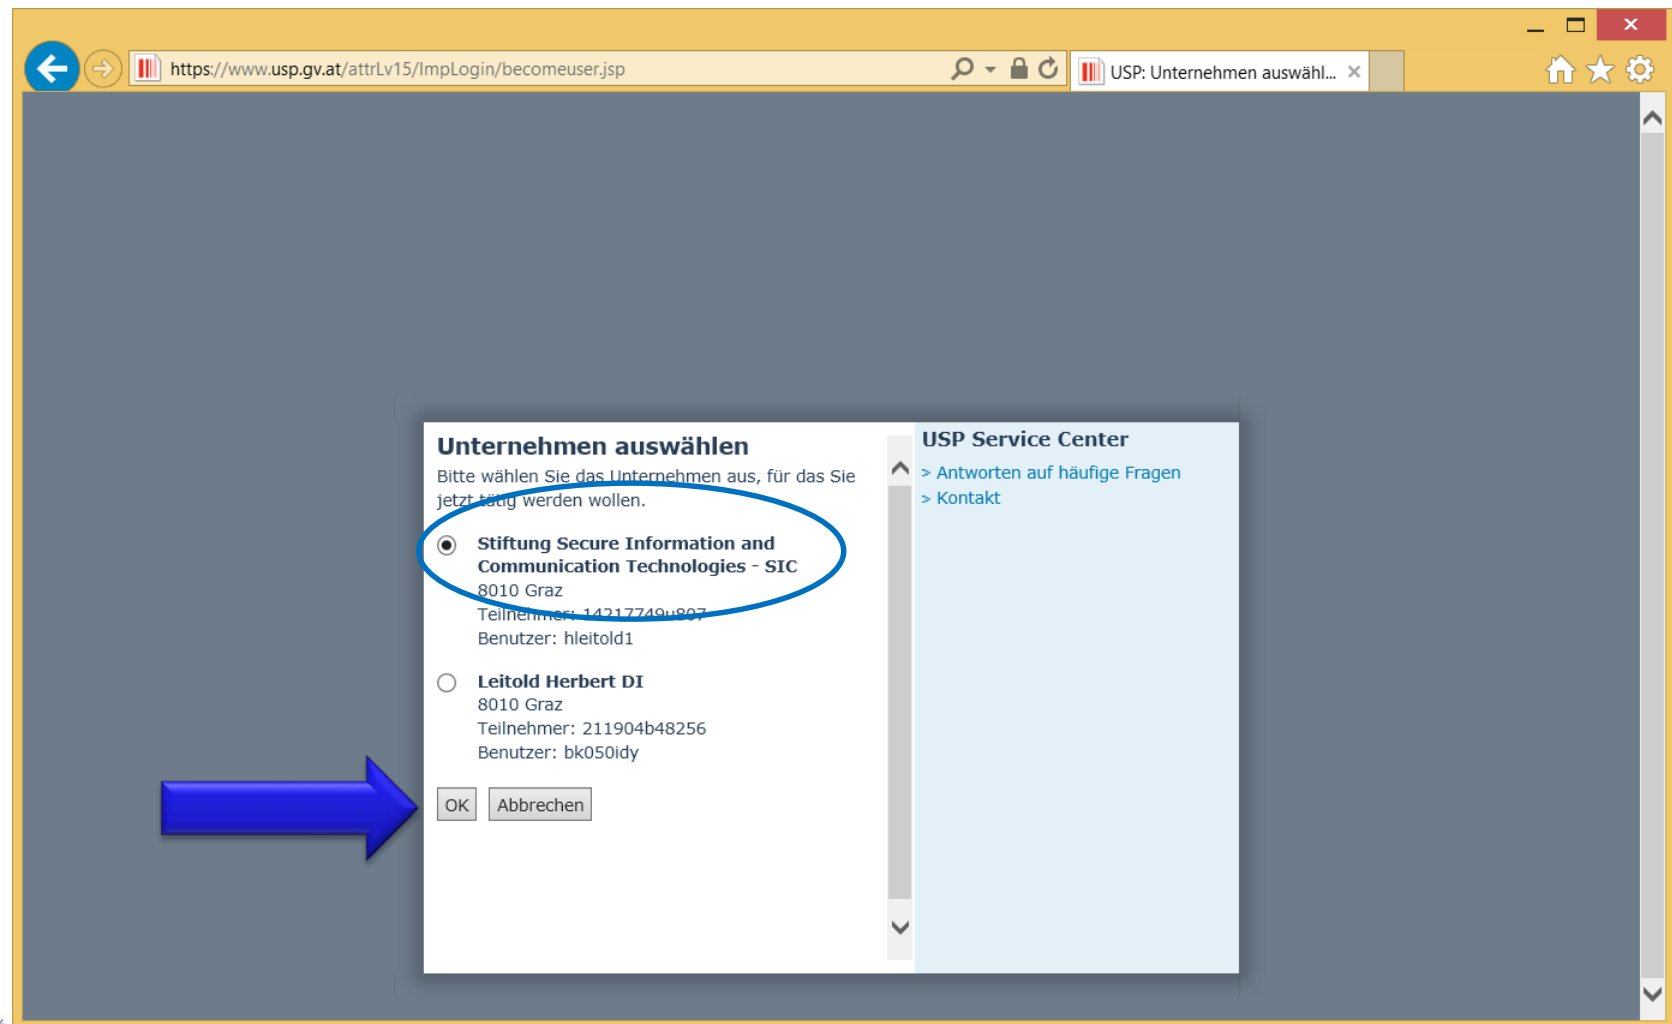 https://www.usp.gv.at/attrLv15/ImpLogin/becomeuser.jsp
USP: Unternehmen auswähl...
Unternehmen auswählen
Bitte wählen Sie das Unternehmen aus, für das Sie
jetzt tätig werden wollen.
Stiftung Secure Information and
Communication Technologies - SIC
8010 Graz
Teilnehmer: 14217749u807
Benutzer: hleitold1
Leitold Herbert DI
8010 Graz
Teilnehmer: 211904b48256
Benutzer: bk050idy
OK Abbrechen
USP Service Center
> Antworten auf häufige Fragen
> Kontakt